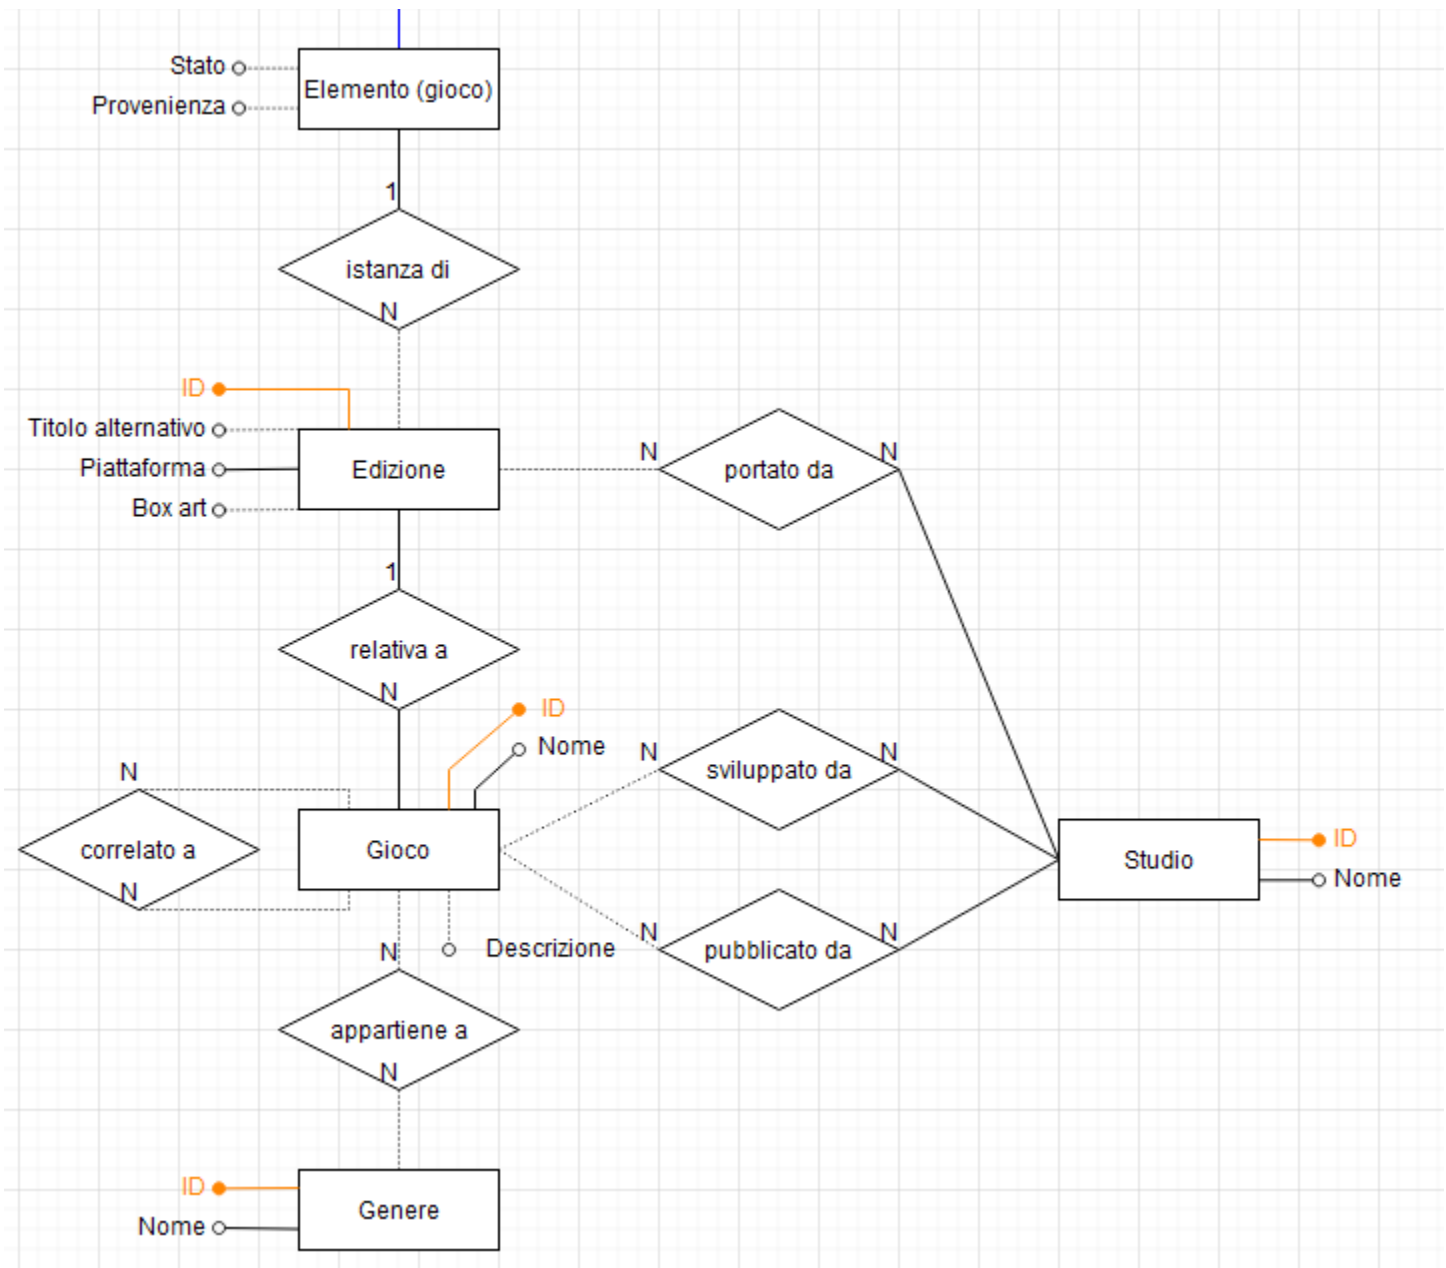 Stato
Elemento (gioco)
Provenienza
1
istanza di
N
ID
Titolo alternativo
Piattaforma
Edizione
Box art
N
portato da
N
1
relativa a
N
ID
Nome
N
correlato a
N
Gioco
N
sviluppato da
N
Studio
ID
Nome
N
pubblicato da
N
Descrizione
N
appartiene a
N
ID
Nome
Genere